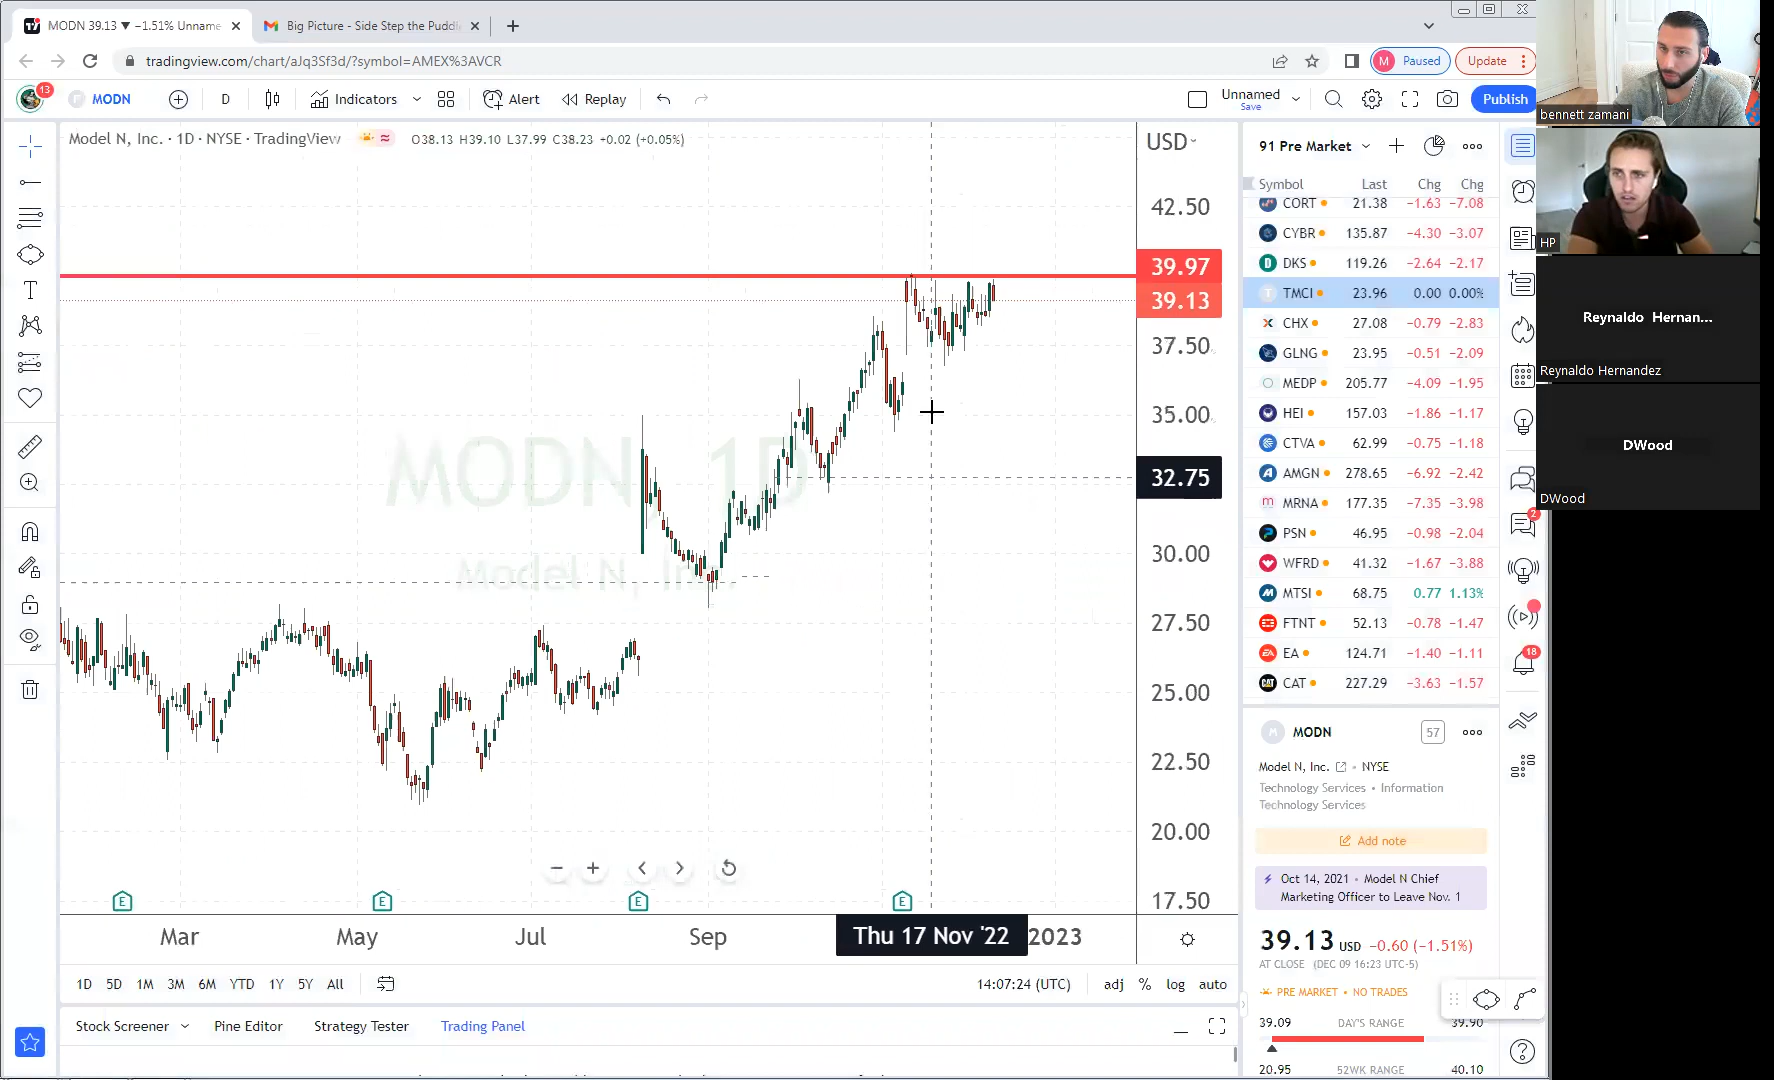 MODN 39.13 ▼ −1.51% Unname
Big Picture - Side Step the Puddl
tradingview.com/chart/aJq3Sf3d/?symbol=AMEX%3AVCR
M Paused
Update
13
MODN
D
Indicators
Alert
Replay
Unnamed
Save
Publish
Model N, Inc. · 1D · NYSE · TradingView
O38.13 H39.10 L37.99 C38.23 +0.02 (+0.05%)
USD
42.50
39.97
39.13
37.50
35.00
32.75
30.00
27.50
25.00
22.50
20.00
17.50
MODN, 1D
Model N, Inc.
E
E
E
E
Mar
May
Jul
Sep
Thu 17 Nov '22
2023
1D 5D 1M 3M 6M YTD 1Y 5Y All
14:07:24 (UTC)
adj % log auto
Stock Screener
Pine Editor
Strategy Tester
Trading Panel
91 Pre Market
Symbol Last Chg Chg
CORT 21.38 −1.63 −7.08
CYBR 135.87 −4.30 −3.07
DKS 119.26 −2.64 −2.17
TMCI 23.96 0.00 0.00%
CHX 27.08 −0.79 −2.83
GLNG 23.95 −0.51 −2.09
MEDP 205.77 −4.09 −1.95
HEI 157.03 −1.86 −1.17
CTVA 62.99 −0.75 −1.18
AMGN 278.65 −6.92 −2.42
MRNA 177.35 −7.35 −3.98
PSN 46.95 −0.98 −2.04
WFRD 41.32 −1.67 −3.88
MTSI 68.75 0.77 1.13%
FTNT 52.13 −0.78 −1.47
EA 124.71 −1.40 −1.11
CAT 227.29 −3.63 −1.57
MODN
57
Model N, Inc. • NYSE
Technology Services • Information
Technology Services
Add note
Oct 14, 2021 • Model N Chief
Marketing Officer to Leave Nov. 1
39.13 USD −0.60 (−1.51%)
AT CLOSE (DEC 09 16:23 UTC-5)
PRE MARKET • NO TRADES
39.09 DAY'S RANGE 39.90
20.95 52WK RANGE 40.10
2
18
bennett zamani
HP
Reynaldo Hernan...
Reynaldo Hernandez
DWood
DWood